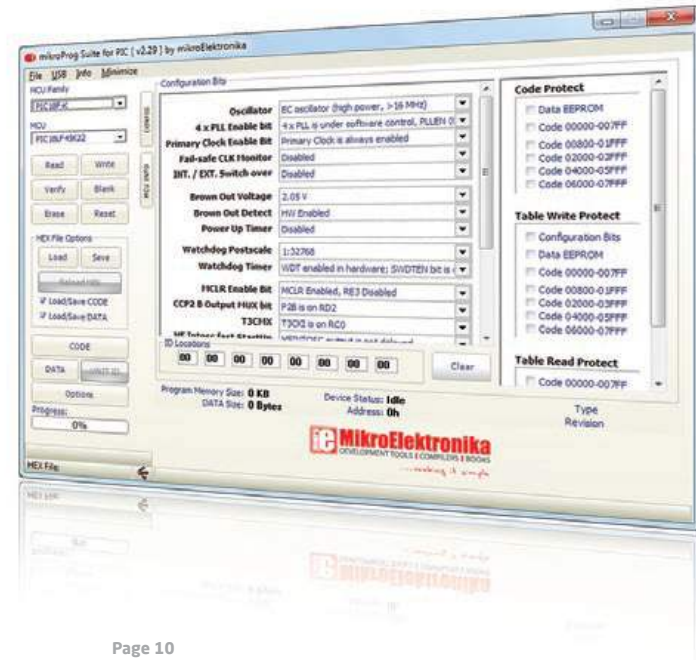 mikroProg Suite for PIC [ v2.29 ] by mikroElektronika
File USB Info Minimize
MCU Family
PIC18F-K
MCU
PIC18LF49K22
Read Write
Verify Blank
Erase Reset
HEX File Options
Load Save
Load/Save CODE
Load/Save DATA
CODE
DATA
Options
Progress:
0%
HEX File:
Configuration Bits
Oscillator EC oscillator (high power, >16 MHz)
4 x PLL Enable bit 4 x PLL is under software control, PLLEN
Primary Clock Enable Bit Primary Clock is always enabled
Fail-safe CLK Monitor Disabled
INT. / EXT. Switch over Disabled
Brown Out Voltage 2.05 V
Brown Out Detect HW Enabled
Power Up Timer Disabled
Watchdog Postscale 1:32768
Watchdog Timer WDT enabled in hardware; SWDTEN bit is
MCLR Enable Bit MCLR Enabled, RE3 Disabled
CCP2 B Output MUX bit P2B is on RD2
T3CMX T3CKI is on RC0
ID Locations
00 00 00 00 00 00 00 00
Clear
Program Memory Size: 0 KB
DATA Size: 0 Bytes
Device Status: Idle
Address: 0h
Code Protect
Data EEPROM
Code 00000-007FF
Code 00800-01FFF
Code 02000-03FFF
Code 04000-05FFF
Code 06000-07FFF
Table Write Protect
Configuration Bits
Data EEPROM
Code 00000-007FF
Code 00800-01FFF
Code 02000-03FFF
Code 04000-05FFF
Code 06000-07FFF
Table Read Protect
Code 00000-007FF
Type
Revision
MikroElektronika
DEVELOPMENT TOOLS | COMPILERS | BOOKS
...making it simple
Page 10